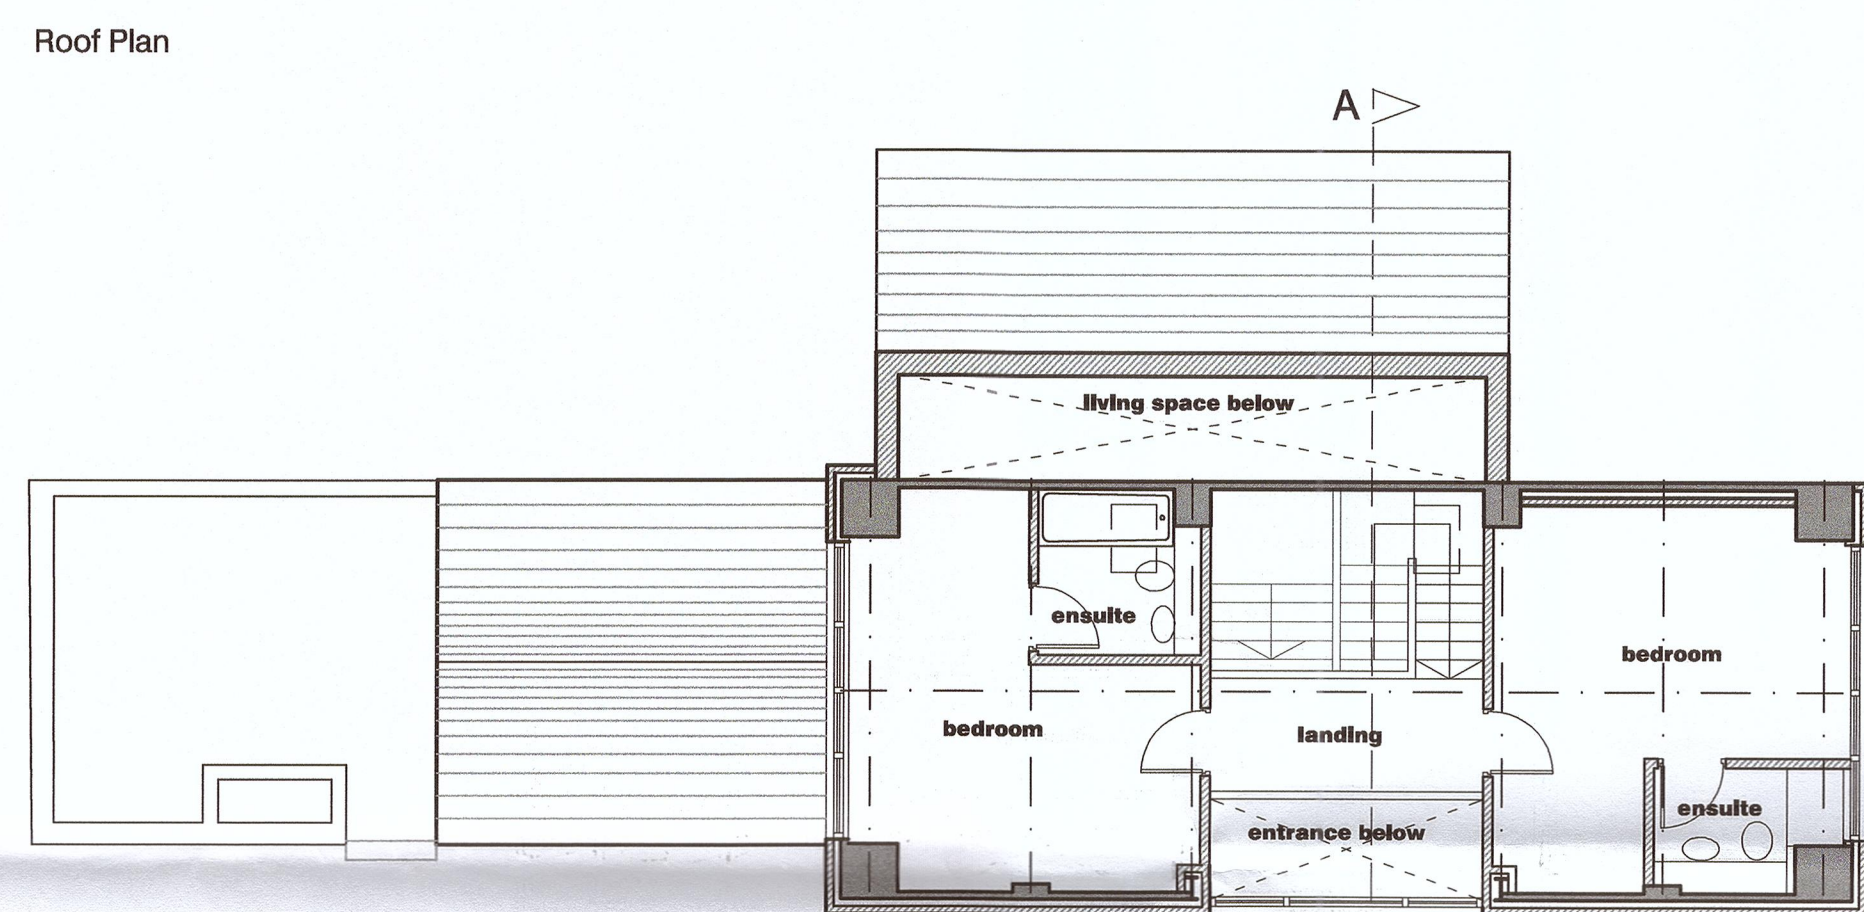 Roof Plan
A
living space below
ensuite
bedroom
bedroom
landing
ensuite
entrance below